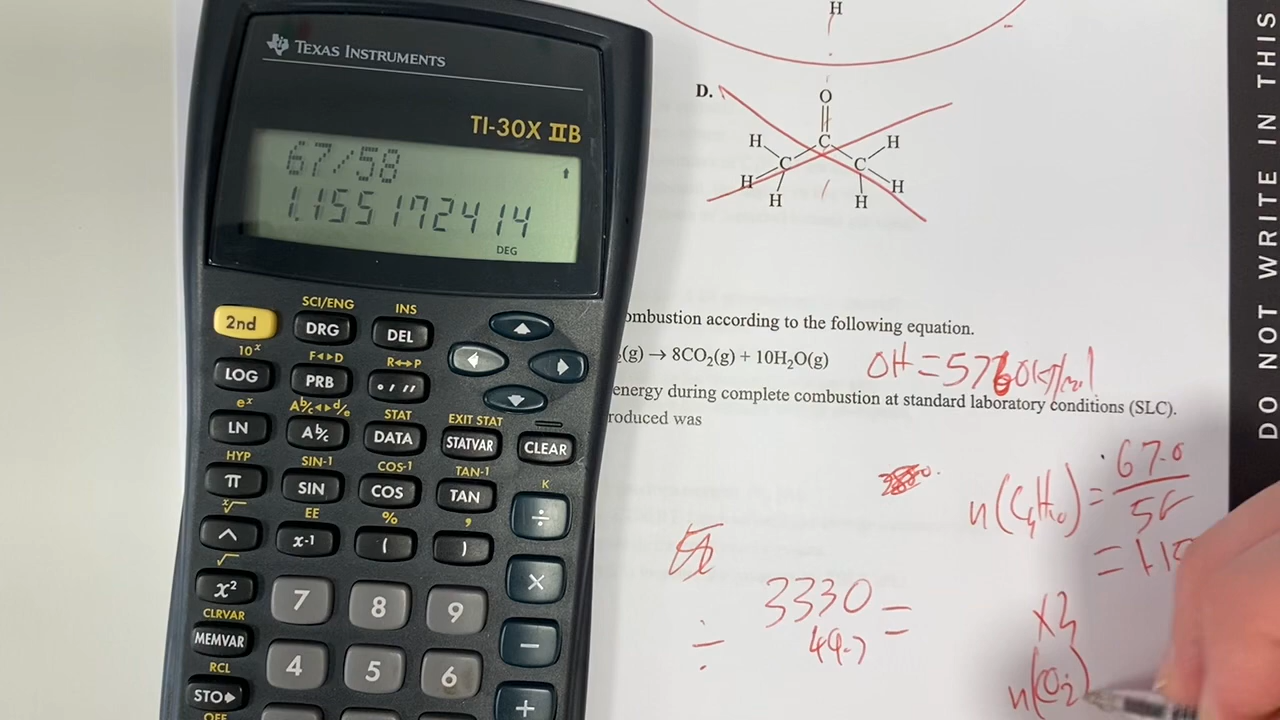 TEXAS INSTRUMENTS
TI-30X IIB
67/58
1.155172414
DEG
SCI/ENG INS
2nd DRG DEL
10ˣ F◄►D R◄►P
LOG PRB ° ' ''
eˣ Ab/c◄►d/e STAT EXIT STAT
LN Ab/c DATA STATVAR CLEAR
HYP SIN-1 COS-1 TAN-1 K
π SIN COS TAN ÷
ˣ√ EE % ,
^ x-1 ( ) ×
√
x² 7 8 9
CLRVAR
MEMVAR −
RCL 4 5 6
STO► +
OFF
H
D.
O
H C H
C C
H H
H H
ombustion according to the following equation.
(g) → 8CO₂(g) + 10H₂O(g)
= 5760 kJ/mol
energy during complete combustion at standard laboratory conditions (SLC).
roduced was
n(C₄H₁₀) = 67.0
=
3330 =
÷ 49.7
n(CO₂)
DO NOT WRITE IN THIS